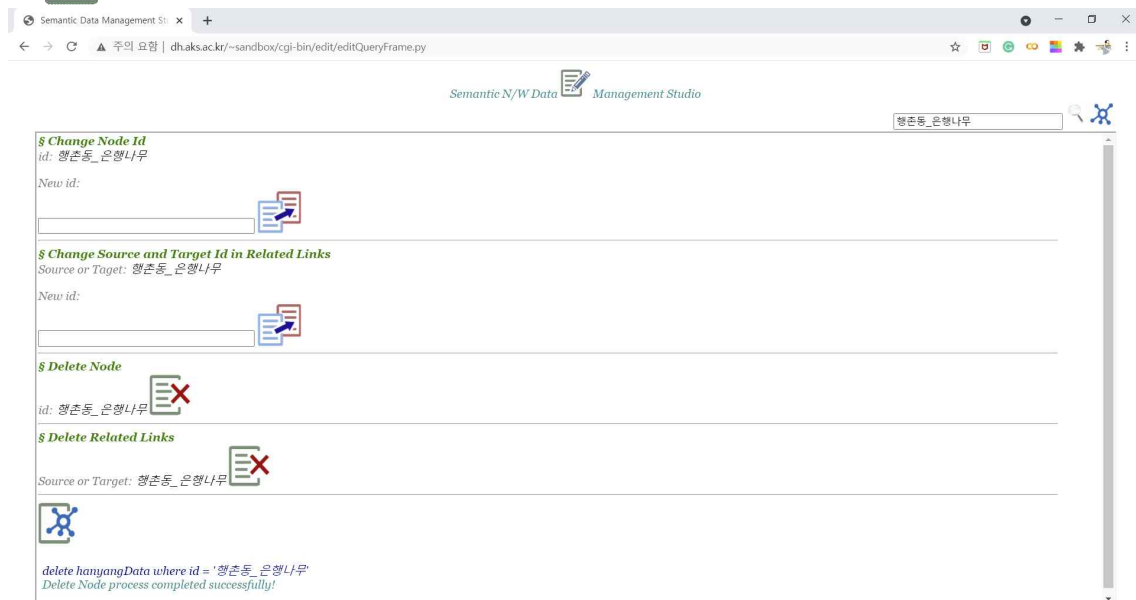 Semantic Data Management St
주의 요함 | dh.aks.ac.kr/~sandbox/cgi-bin/edit/editQueryFrame.py
Semantic N/W Data Management Studio
행촌동_은행나무
§ Change Node Id
id: 행촌동_은행나무
New id:
§ Change Source and Target Id in Related Links
Source or Taget: 행촌동_은행나무
New id:
§ Delete Node
id: 행촌동_은행나무
§ Delete Related Links
Source or Target: 행촌동_은행나무
delete hanyangData where id = '행촌동_은행나무'
Delete Node process completed successfully!